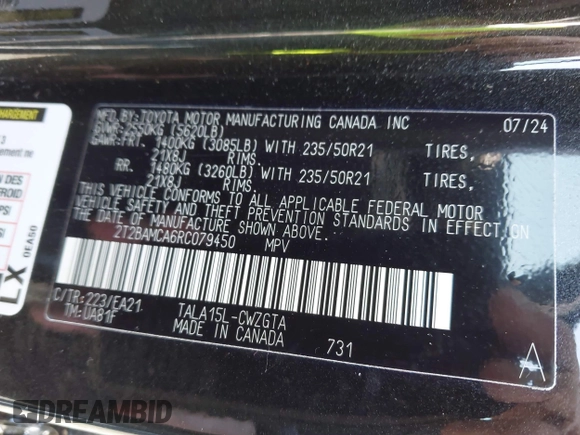 MFD.BY:TOYOTA MOTOR MANUFACTURING CANADA INC 07/24
GVWR:2550KG (5620LB)
GAWR:FRT. 1400KG (3085LB) WITH 235/50R21 TIRES,
21X8J RIMS.
RR. 1480KG (3260LB) WITH 235/50R21 TIRES,
21X8J RIMS.
THIS VEHICLE CONFORMS TO ALL APPLICABLE FEDERAL MOTOR
VEHICLE SAFETY AND THEFT PREVENTION STANDARDS IN EFFECT ON
THE DATE OF MANUFACTURE SHOWN ABOVE.
2T2BAMCA6RC079450 MPV
C/TR:223/EA21 TALA15L-CWZGTA
TM:UA81F MADE IN CANADA 731
A
LX
0EA50
PSI
DREAMBID